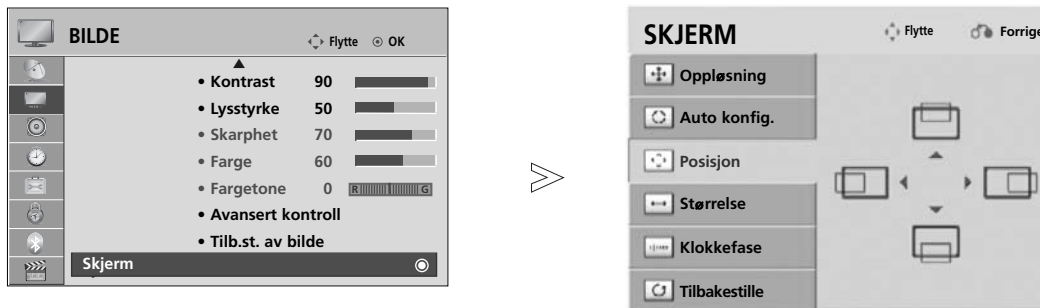 BILDE
Flytte OK
• Kontrast 90
• Lysstyrke 50
• Skarphet 70
• Farge 60
• Fargetone 0 R G
• Avansert kontroll
• Tilb.st. av bilde
Skjerm
SKJERM
Flytte Forrige
Oppløsning
Auto konfig.
Posisjon
Størrelse
Klokkefase
Tilbakestille